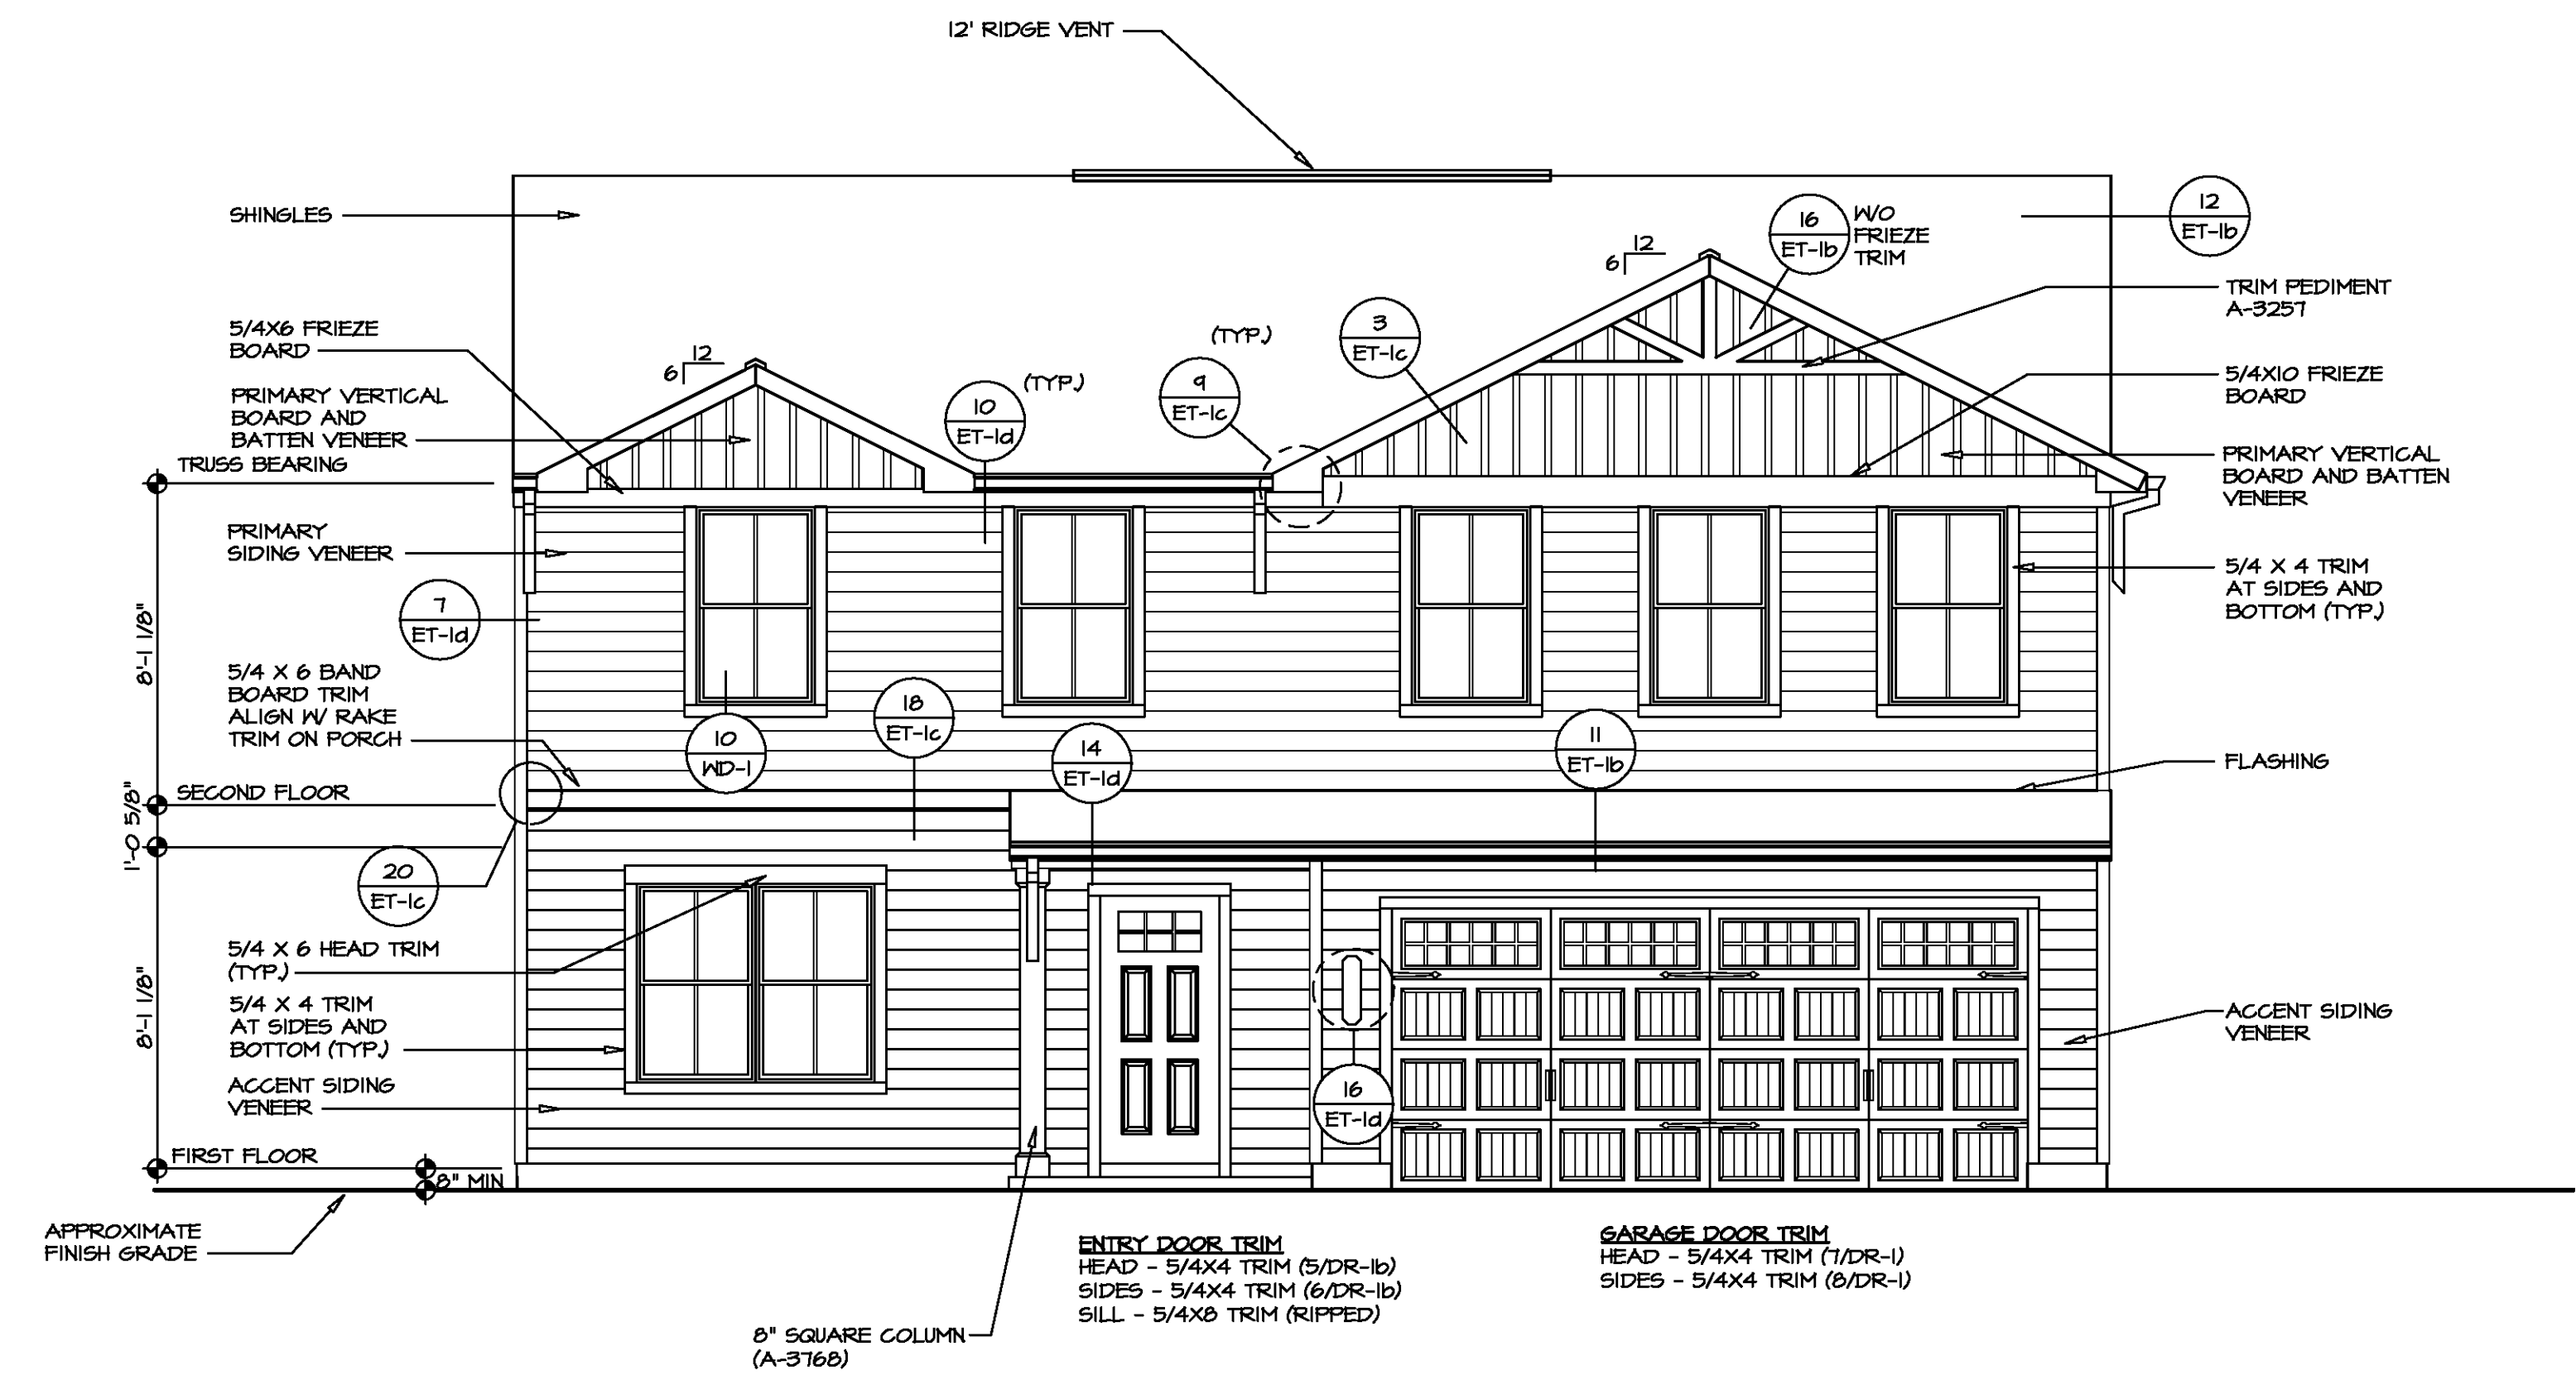 12' RIDGE VENT
SHINGLES
12
ET-1b
16
ET-1b
W/O
FRIEZE
TRIM
12
6
TRIM PEDIMENT
A-3257
5/4X6 FRIEZE
BOARD
12
6
(TYP.)
9
ET-1c
3
ET-1c
(TYP.)
10
ET-1d
5/4X10 FRIEZE
BOARD
PRIMARY VERTICAL
BOARD AND
BATTEN VENEER
TRUSS BEARING
PRIMARY VERTICAL
BOARD AND BATTEN
VENEER
PRIMARY
SIDING VENEER
5/4 X 4 TRIM
AT SIDES AND
BOTTOM (TYP.)
7
ET-1d
8'-1 1/8"
5/4 X 6 BAND
BOARD TRIM
ALIGN W/ RAKE
TRIM ON PORCH
18
ET-1c
10
WD-1
14
ET-1d
11
ET-1b
FLASHING
SECOND FLOOR
1'-0 5/8"
20
ET-1c
5/4 X 6 HEAD TRIM
(TYP.)
5/4 X 4 TRIM
AT SIDES AND
BOTTOM (TYP.)
8'-1 1/8"
ACCENT SIDING
VENEER
ACCENT SIDING
VENEER
16
ET-1d
FIRST FLOOR
8" MIN
APPROXIMATE
FINISH GRADE
ENTRY DOOR TRIM
HEAD - 5/4X4 TRIM (5/DR-1b)
SIDES - 5/4X4 TRIM (6/DR-1b)
SILL - 5/4X8 TRIM (RIPPED)
GARAGE DOOR TRIM
HEAD - 5/4X4 TRIM (7/DR-1)
SIDES - 5/4X4 TRIM (8/DR-1)
8" SQUARE COLUMN
(A-3768)